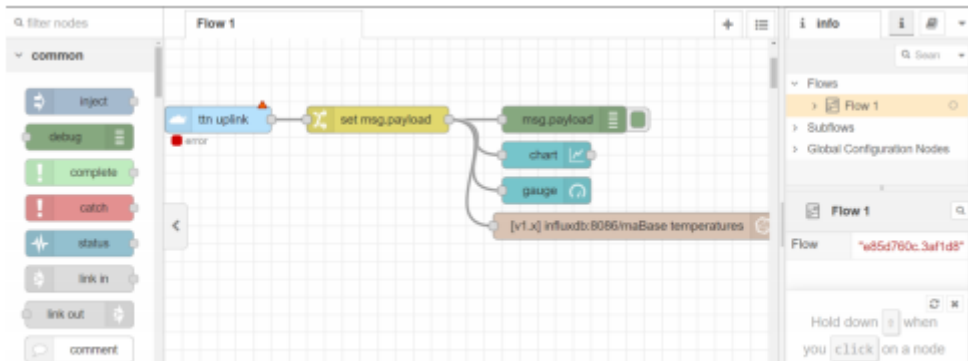 filter nodes
common
inject
debug
complete
catch
status
link in
link out
comment
Flow 1
ttn uplink
error
set msg.payload
msg.payload
chart
gauge
[v1.x] influxdb:8086/maBase temperatures
info
Flows
Flow 1
Subflows
Global Configuration Nodes
Flow 1
Flow "e85d760c.3af1d8"
Hold down when
you click on a node